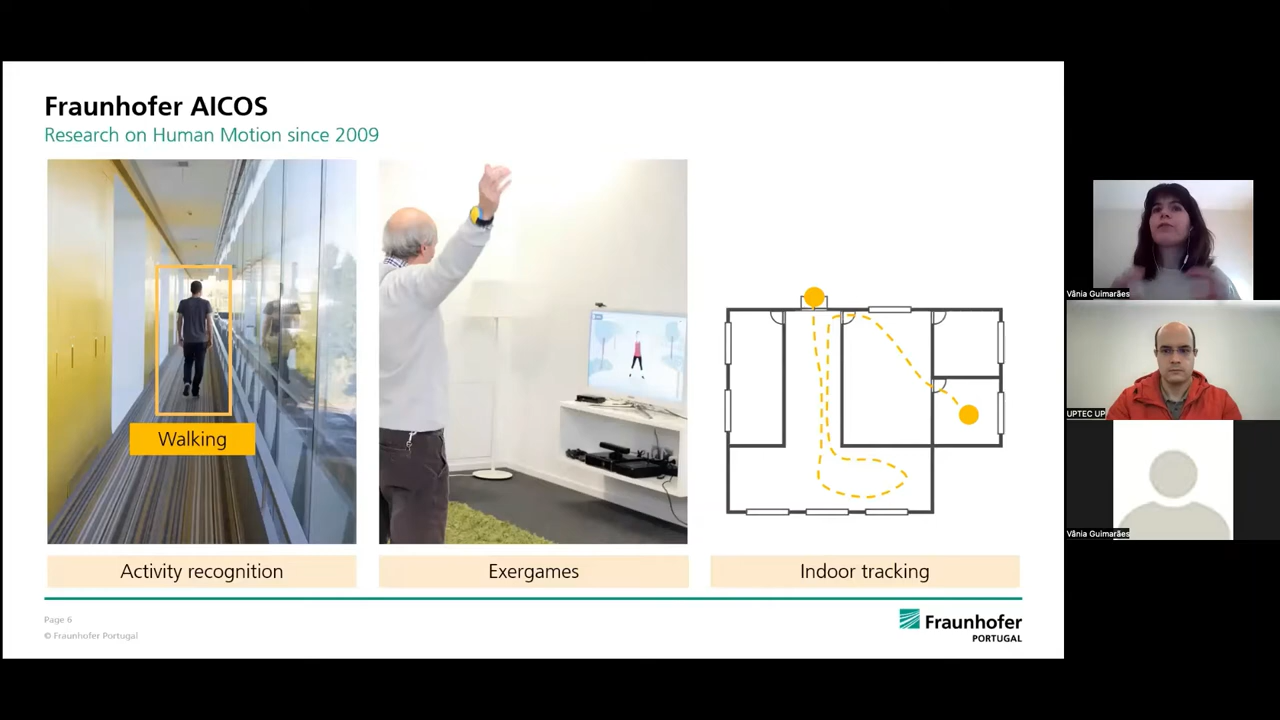 Fraunhofer AICOS
Research on Human Motion since 2009
Walking
Activity recognition
Exergames
Indoor tracking
Page 6
© Fraunhofer Portugal
Fraunhofer
PORTUGAL
Vânia Guimarães
UPTEC UP
Vânia Guimarães